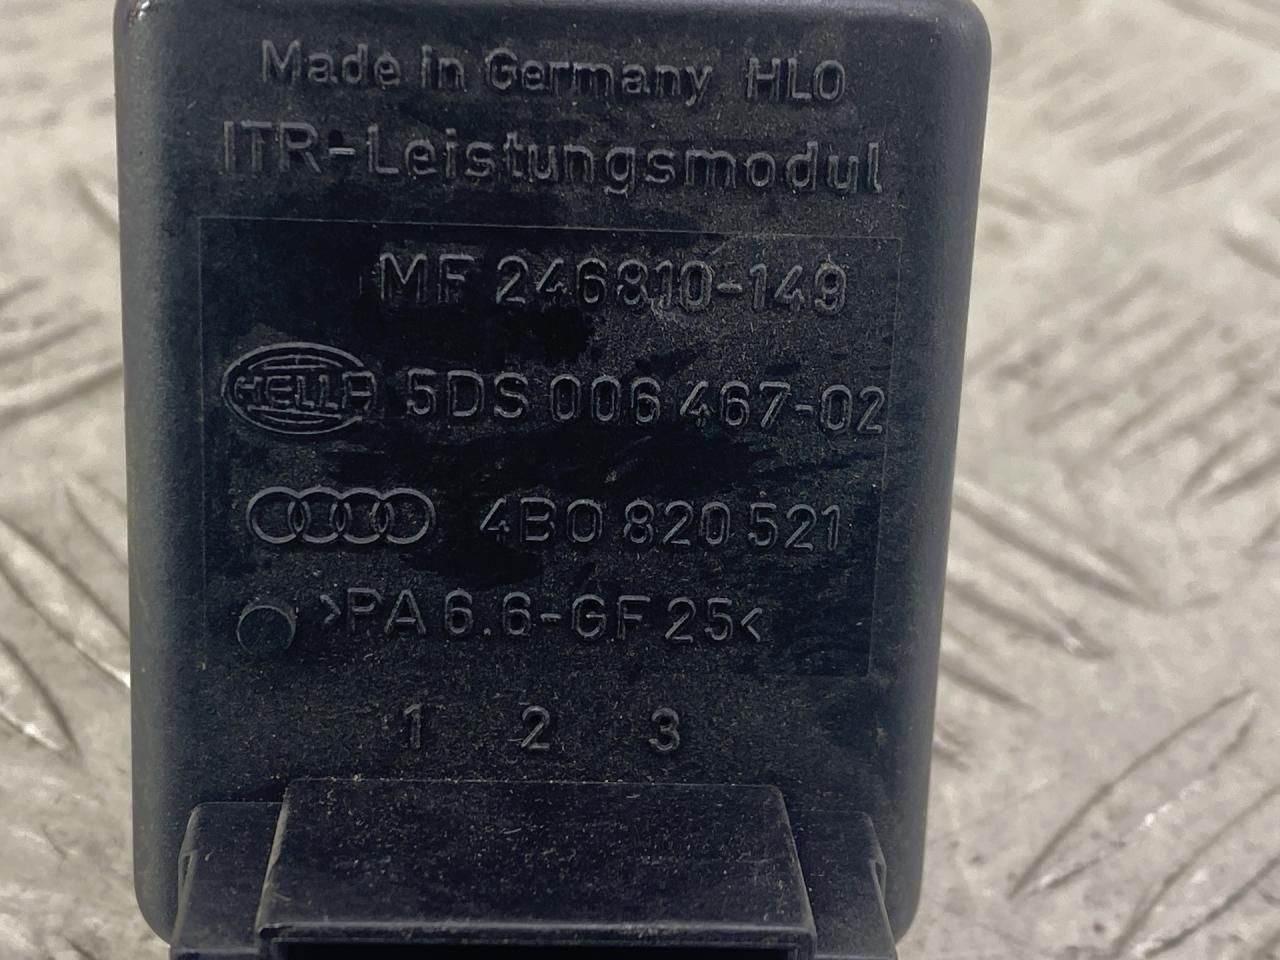 Made in Germany HLO
ITR-Leistungsmodul
MF 246810-149
HELLA 5DS 006 467-02
4B0 820 521
>PA 6.6-GF 25<
1 2 3